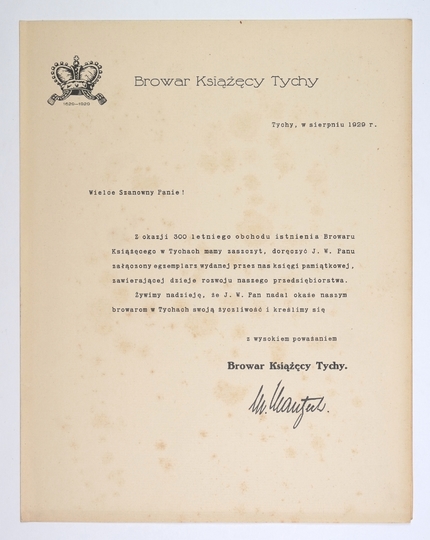 Browar Książęcy Tychy
1629-1929
Tychy, w sierpniu 1929 r.
Wielce Szanowny Panie!
Z okazji 300 letniego obchodu istnienia Browaru
Książęcego w Tychach mamy zaszczyt, doręczyć J. W. Panu
załączony egzemplarz wydanej przez nas księgi pamiątkowej,
zawierającej dzieje rozwoju naszego przedsiębiorstwa.
Żywimy nadzieję, że J. W. Pan nadal okaże naszym
browarom w Tychach swoją życzliwość i kreślimy się
z wysokiem poważaniem
Browar Książęcy Tychy.